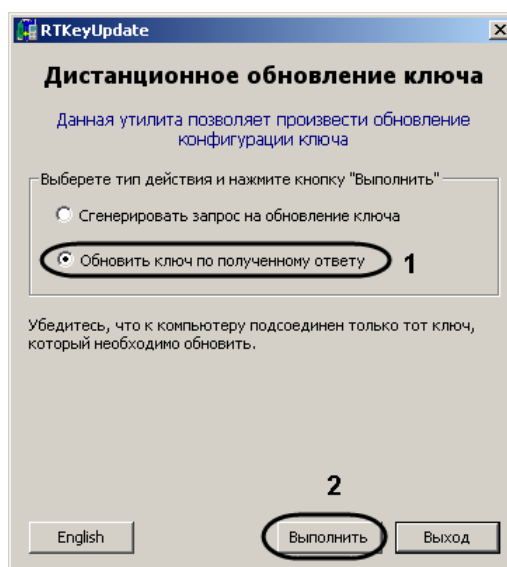 RTKeyUpdate
Дистанционное обновление ключа
Данная утилита позволяет произвести обновление
конфигурации ключа
Выберете тип действия и нажмите кнопку "Выполнить"
Сгенерировать запрос на обновление ключа
Обновить ключ по полученному ответу 1
Убедитесь, что к компьютеру подсоединен только тот ключ,
который необходимо обновить.
2
English Выполнить Выход